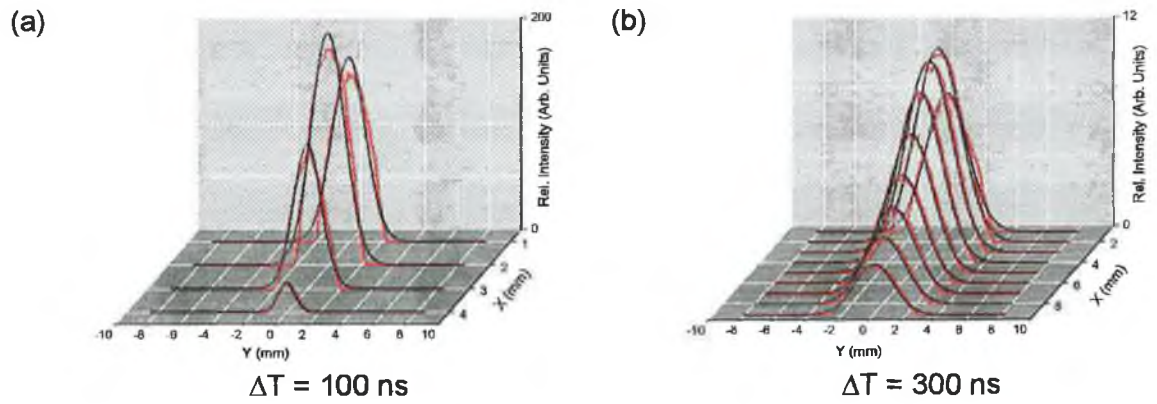 (a)
200
Rel. Intensity (Arb. Units)
0
1
2
3
4
X (mm)
-10 -8 -6 -4 -2 0 2 4 6 8 10
Y (mm)
ΔT = 100 ns
(b)
12
Rel. Intensity (Arb. Units)
0
2
4
6
8
X (mm)
-10 -8 -6 -4 -2 0 2 4 6 8 10
Y (mm)
ΔT = 300 ns